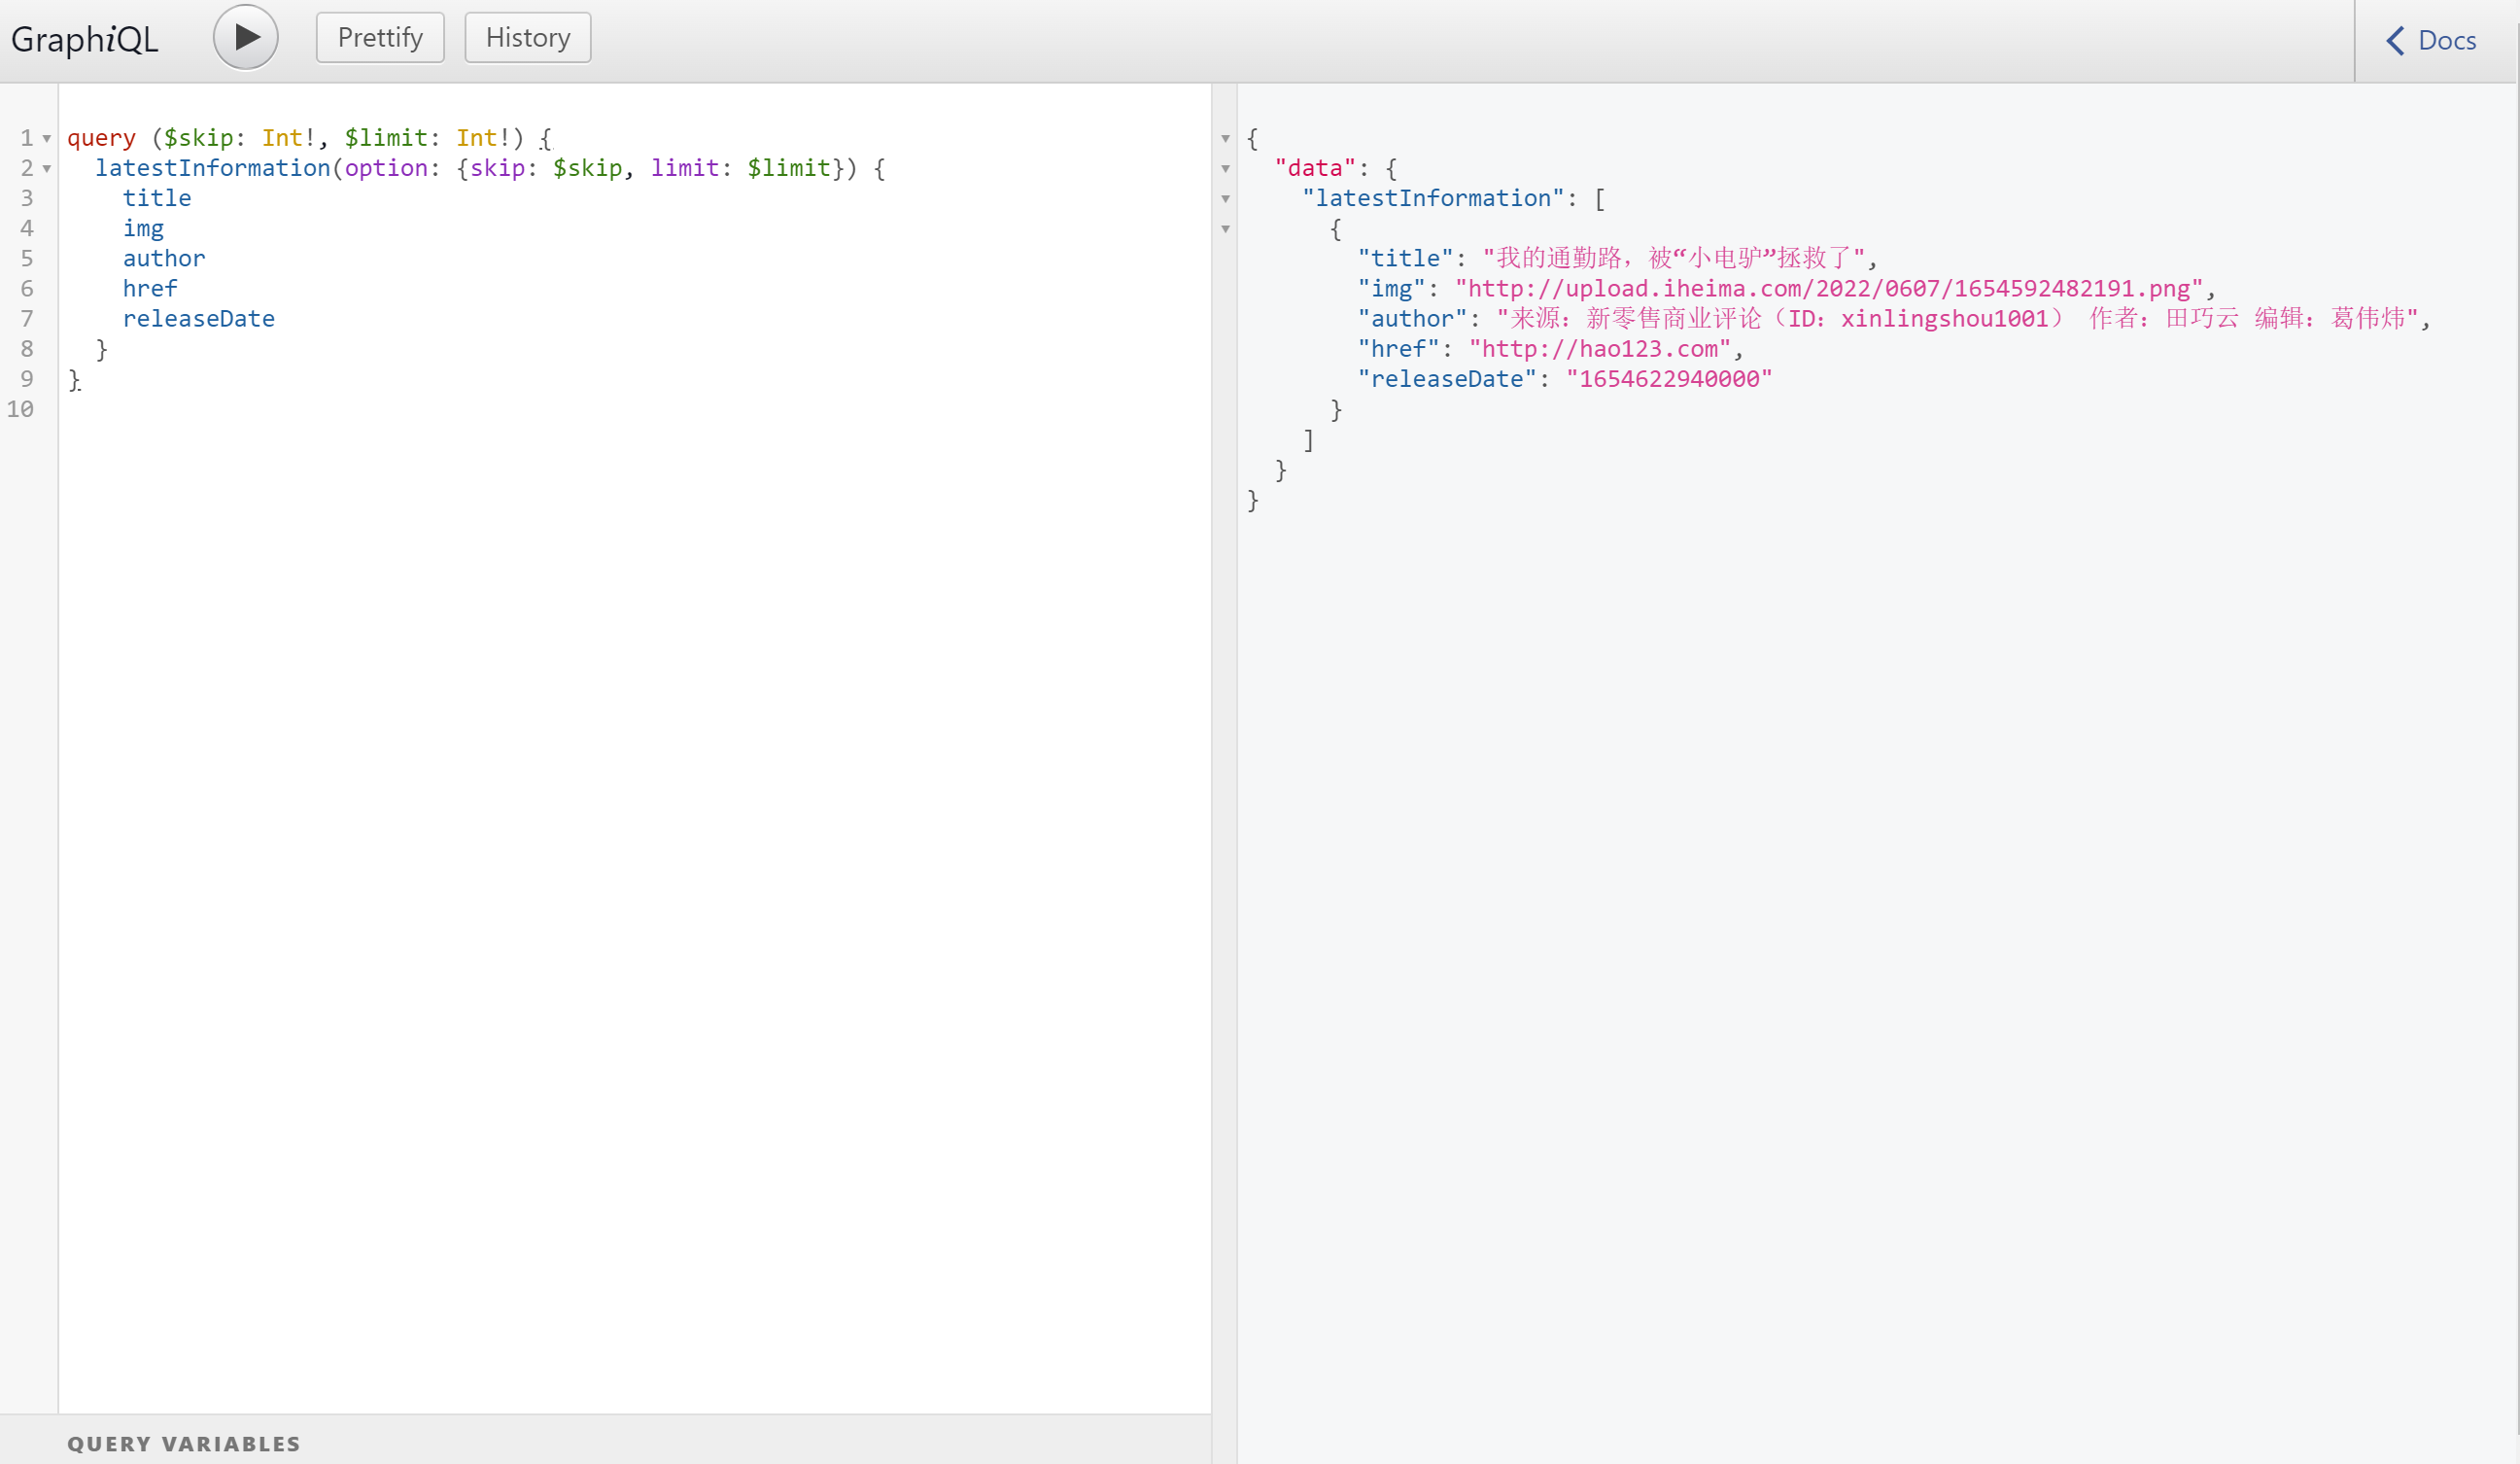 GraphiQL
Prettify
History
Docs
1 query ($skip: Int!, $limit: Int!) {
2   latestInformation(option: {skip: $skip, limit: $limit}) {
3     title
4     img
5     author
6     href
7     releaseDate
8   }
9 }
10
{
  "data": {
    "latestInformation": [
      {
        "title": "我的通勤路，被“小电驴”拯救了",
        "img": "http://upload.iheima.com/2022/0607/1654592482191.png",
        "author": "来源：新零售商业评论（ID：xinlingshou1001） 作者：田巧云 编辑：葛伟炜",
        "href": "http://hao123.com",
        "releaseDate": "1654622940000"
      }
    ]
  }
}
QUERY VARIABLES